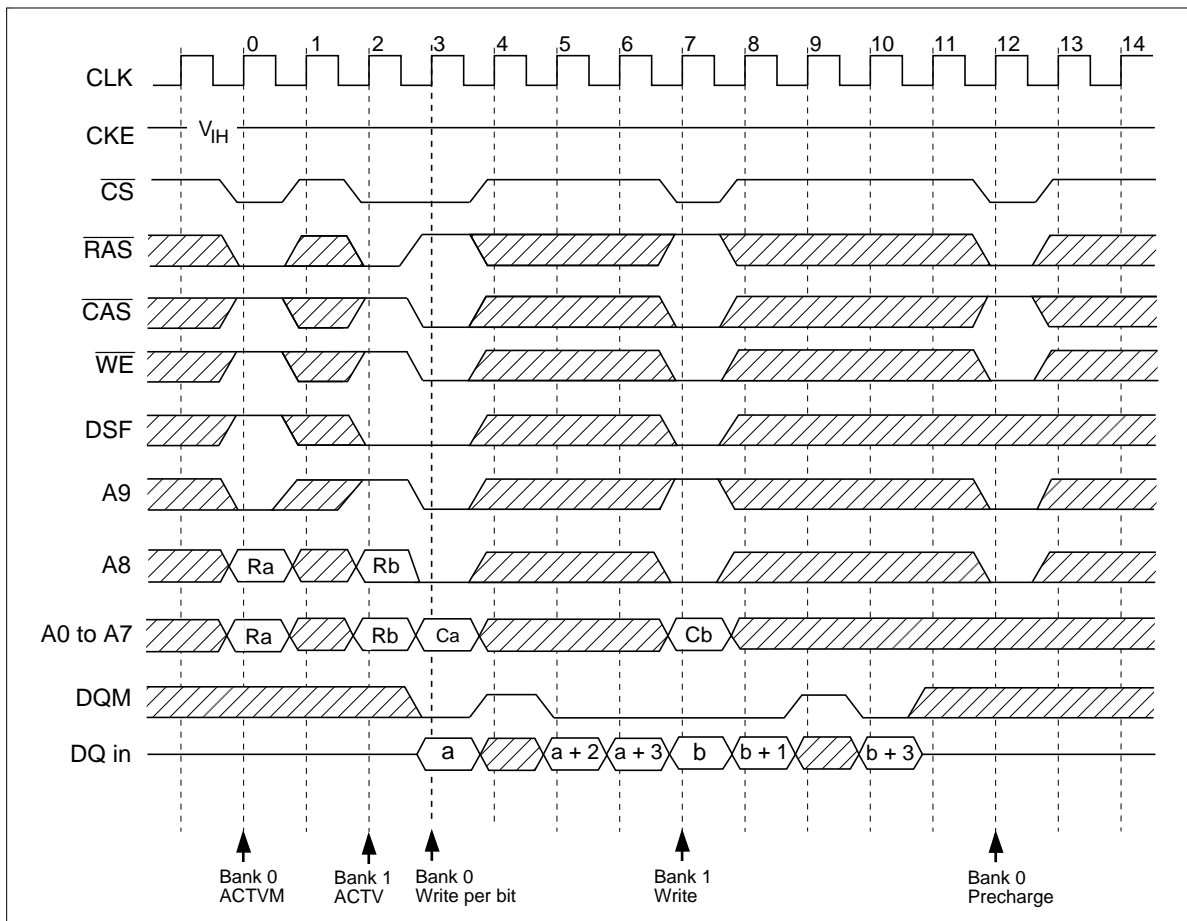 0 1 2 3 4 5 6 7 8 9 10 11 12 13 14
CLK
CKE VIH
CS
RAS
CAS
WE
DSF
A9
A8 Ra Rb
A0 to A7 Ra Rb Ca Cb
DQM
DQ in a a + 2 a + 3 b b + 1 b + 3
Bank 0 Bank 1 Bank 0 Bank 1 Bank 0
ACTVM ACTV Write per bit Write Precharge